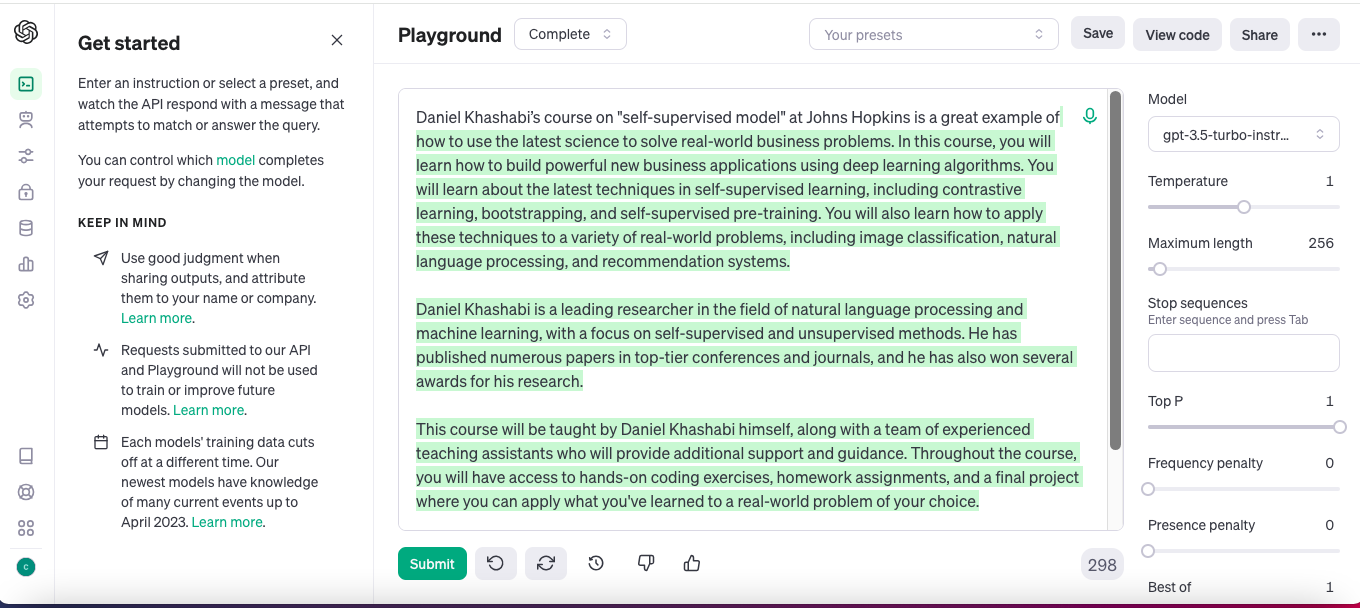 Get started
Enter an instruction or select a preset, and
watch the API respond with a message that
attempts to match or answer the query.
You can control which model completes
your request by changing the model.
KEEP IN MIND
Use good judgment when
sharing outputs, and attribute
them to your name or company.
Learn more.
Requests submitted to our API
and Playground will not be used
to train or improve future
models. Learn more.
Each models' training data cuts
off at a different time. Our
newest models have knowledge
of many current events up to
April 2023. Learn more.
c
Playground
Complete
Your presets
Save
View code
Share
Daniel Khashabi’s course on "self-supervised model" at Johns Hopkins is a great example of
how to use the latest science to solve real-world business problems. In this course, you will
learn how to build powerful new business applications using deep learning algorithms. You
will learn about the latest techniques in self-supervised learning, including contrastive
learning, bootstrapping, and self-supervised pre-training. You will also learn how to apply
these techniques to a variety of real-world problems, including image classification, natural
language processing, and recommendation systems.
Daniel Khashabi is a leading researcher in the field of natural language processing and
machine learning, with a focus on self-supervised and unsupervised methods. He has
published numerous papers in top-tier conferences and journals, and he has also won several
awards for his research.
This course will be taught by Daniel Khashabi himself, along with a team of experienced
teaching assistants who will provide additional support and guidance. Throughout the course,
you will have access to hands-on coding exercises, homework assignments, and a final project
where you can apply what you've learned to a real-world problem of your choice.
Submit
298
Model
gpt-3.5-turbo-instr...
Temperature 1
Maximum length 256
Stop sequences
Enter sequence and press Tab
Top P 1
Frequency penalty 0
Presence penalty 0
Best of 1